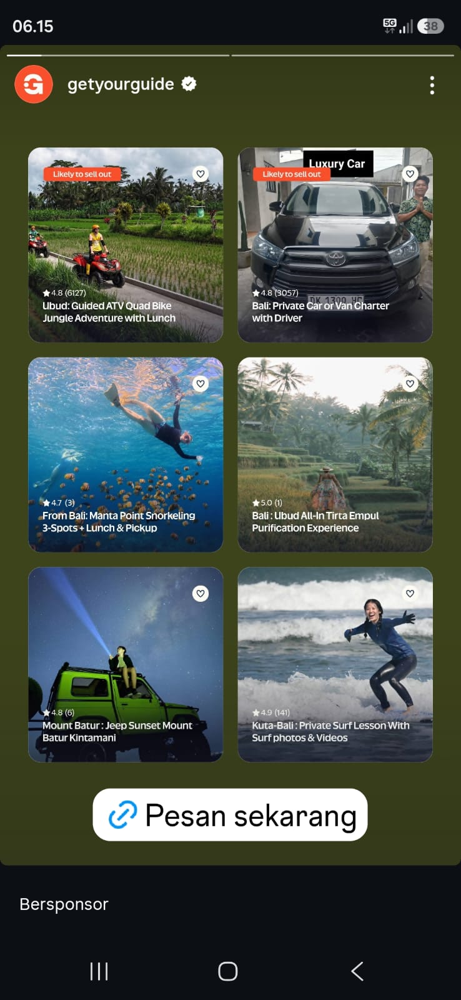 06.15
5G
38
getyourguide
Likely to sell out
4.8 (6127)
Ubud: Guided ATV Quad Bike
Jungle Adventure with Lunch
Luxury Car
Likely to sell out
4.8 (3057)
DK 1300 HC
Bali: Private Car or Van Charter
with Driver
4.7 (3)
From Bali: Manta Point Snorkeling
3-Spots + Lunch & Pickup
5.0 (1)
Bali : Ubud All-In Tirta Empul
Purification Experience
4.8 (6)
Mount Batur : Jeep Sunset Mount
Batur Kintamani
4.9 (141)
Kuta-Bali : Private Surf Lesson With
Surf photos & Videos
Pesan sekarang
Bersponsor